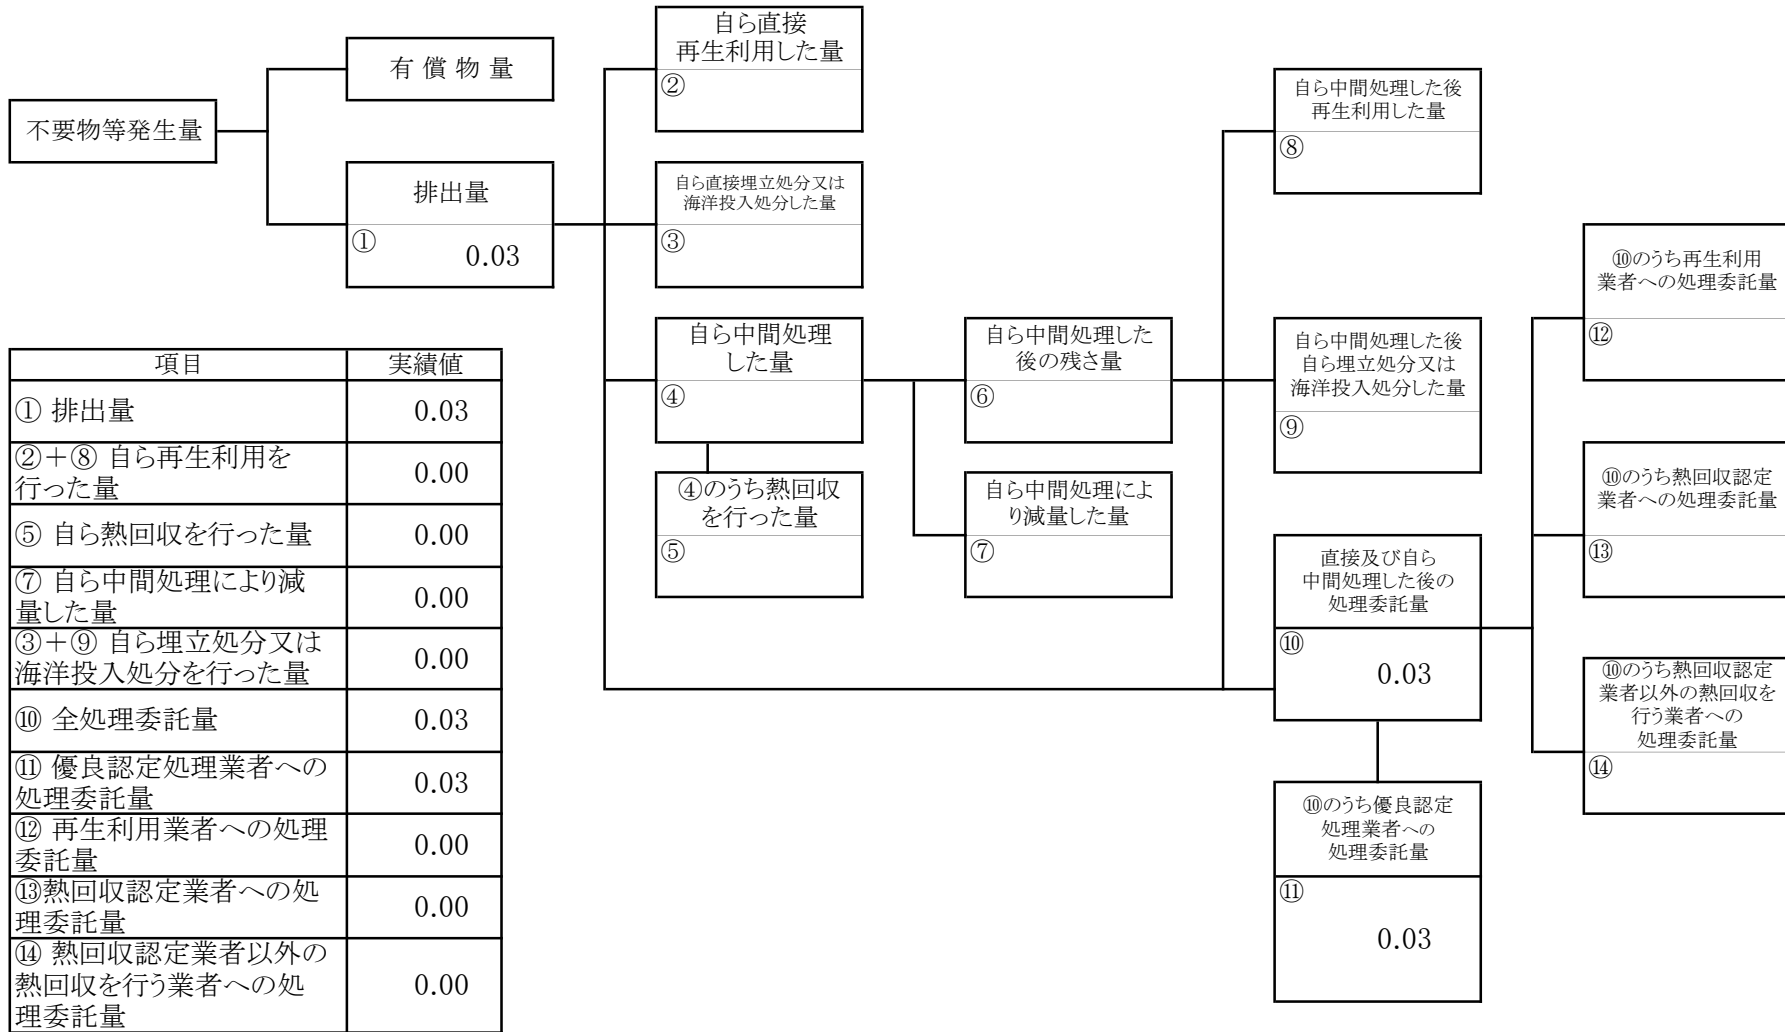 不要物等発生量
有 償 物 量
排出量
①
0.03
自ら直接
再生利用した量
②
自ら直接埋立処分又は
海洋投入処分した量
③
自ら中間処理
した量
④
④のうち熱回収
を行った量
⑤
自ら中間処理した
後の残さ量
⑥
自ら中間処理によ
り減量した量
⑦
自ら中間処理した後
再生利用した量
⑧
自ら中間処理した後
自ら埋立処分又は
海洋投入処分した量
⑨
直接及び自ら
中間処理した後の
処理委託量
⑩
0.03
⑩のうち優良認定
処理業者への
処理委託量
⑪
0.03
⑩のうち再生利用
業者への処理委託量
⑫
⑩のうち熱回収認定
業者への処理委託量
⑬
⑩のうち熱回収認定
業者以外の熱回収を
行う業者への
処理委託量
⑭
項目 実績値
① 排出量 0.03
②＋⑧ 自ら再生利用を
行った量 0.00
⑤ 自ら熱回収を行った量 0.00
⑦ 自ら中間処理により減
量した量 0.00
③＋⑨ 自ら埋立処分又は
海洋投入処分を行った量 0.00
⑩ 全処理委託量 0.03
⑪ 優良認定処理業者への
処理委託量 0.03
⑫ 再生利用業者への処理
委託量 0.00
⑬熱回収認定業者への処
理委託量 0.00
⑭ 熱回収認定業者以外の
熱回収を行う業者への処 0.00
理委託量